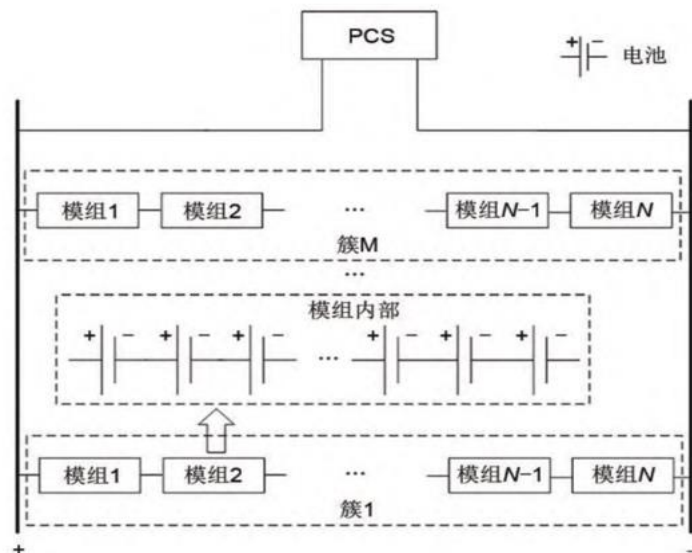 PCS
+ − 电池
模组1 模组2 ··· 模组N−1 模组N
簇M
···
模组内部
+ − + − + − ··· + − + − + −
模组1 模组2 ··· 模组N−1 模组N
簇1
+ −